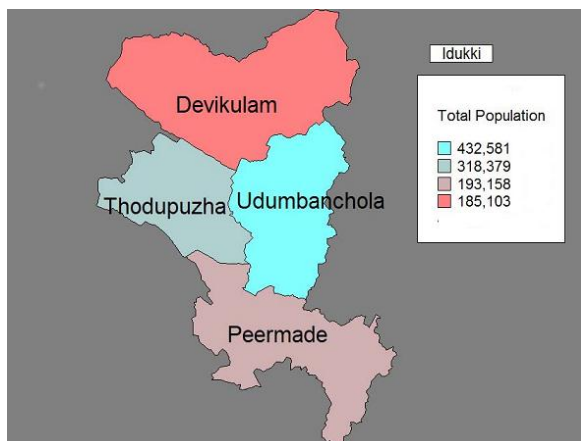 Idukki
Devikulam
Total Population
432,581
318,379
193,158
185,103
Thodupuzha
Udumbanchola
Peermade